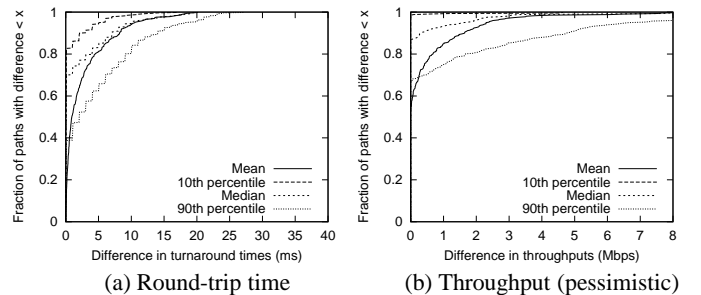 Fraction of paths with difference < x
1
0.8
0.6
0.4
0.2
0
Mean
10th percentile
Median
90th percentile
0 5 10 15 20 25 30 35 40
Difference in turnaround times (ms)
(a) Round-trip time
Fraction of paths with difference < x
1
0.8
0.6
0.4
0.2
0
Mean
10th percentile
Median
90th percentile
0 1 2 3 4 5 6 7 8
Difference in throughputs (Mbps)
(b) Throughput (pessimistic)